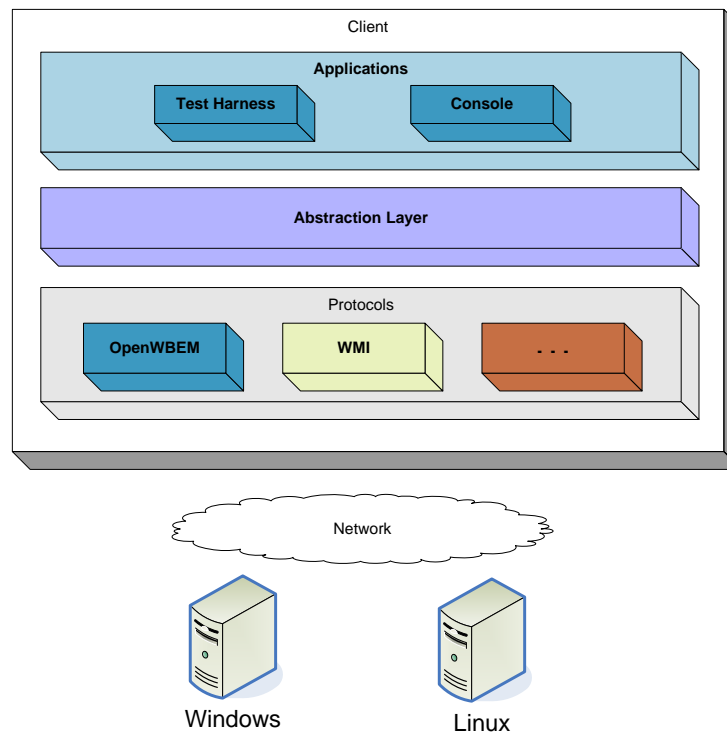 Client
Applications
Test Harness
Console
Abstraction Layer
Protocols
OpenWBEM
WMI
- - -
Network
Windows
Linux